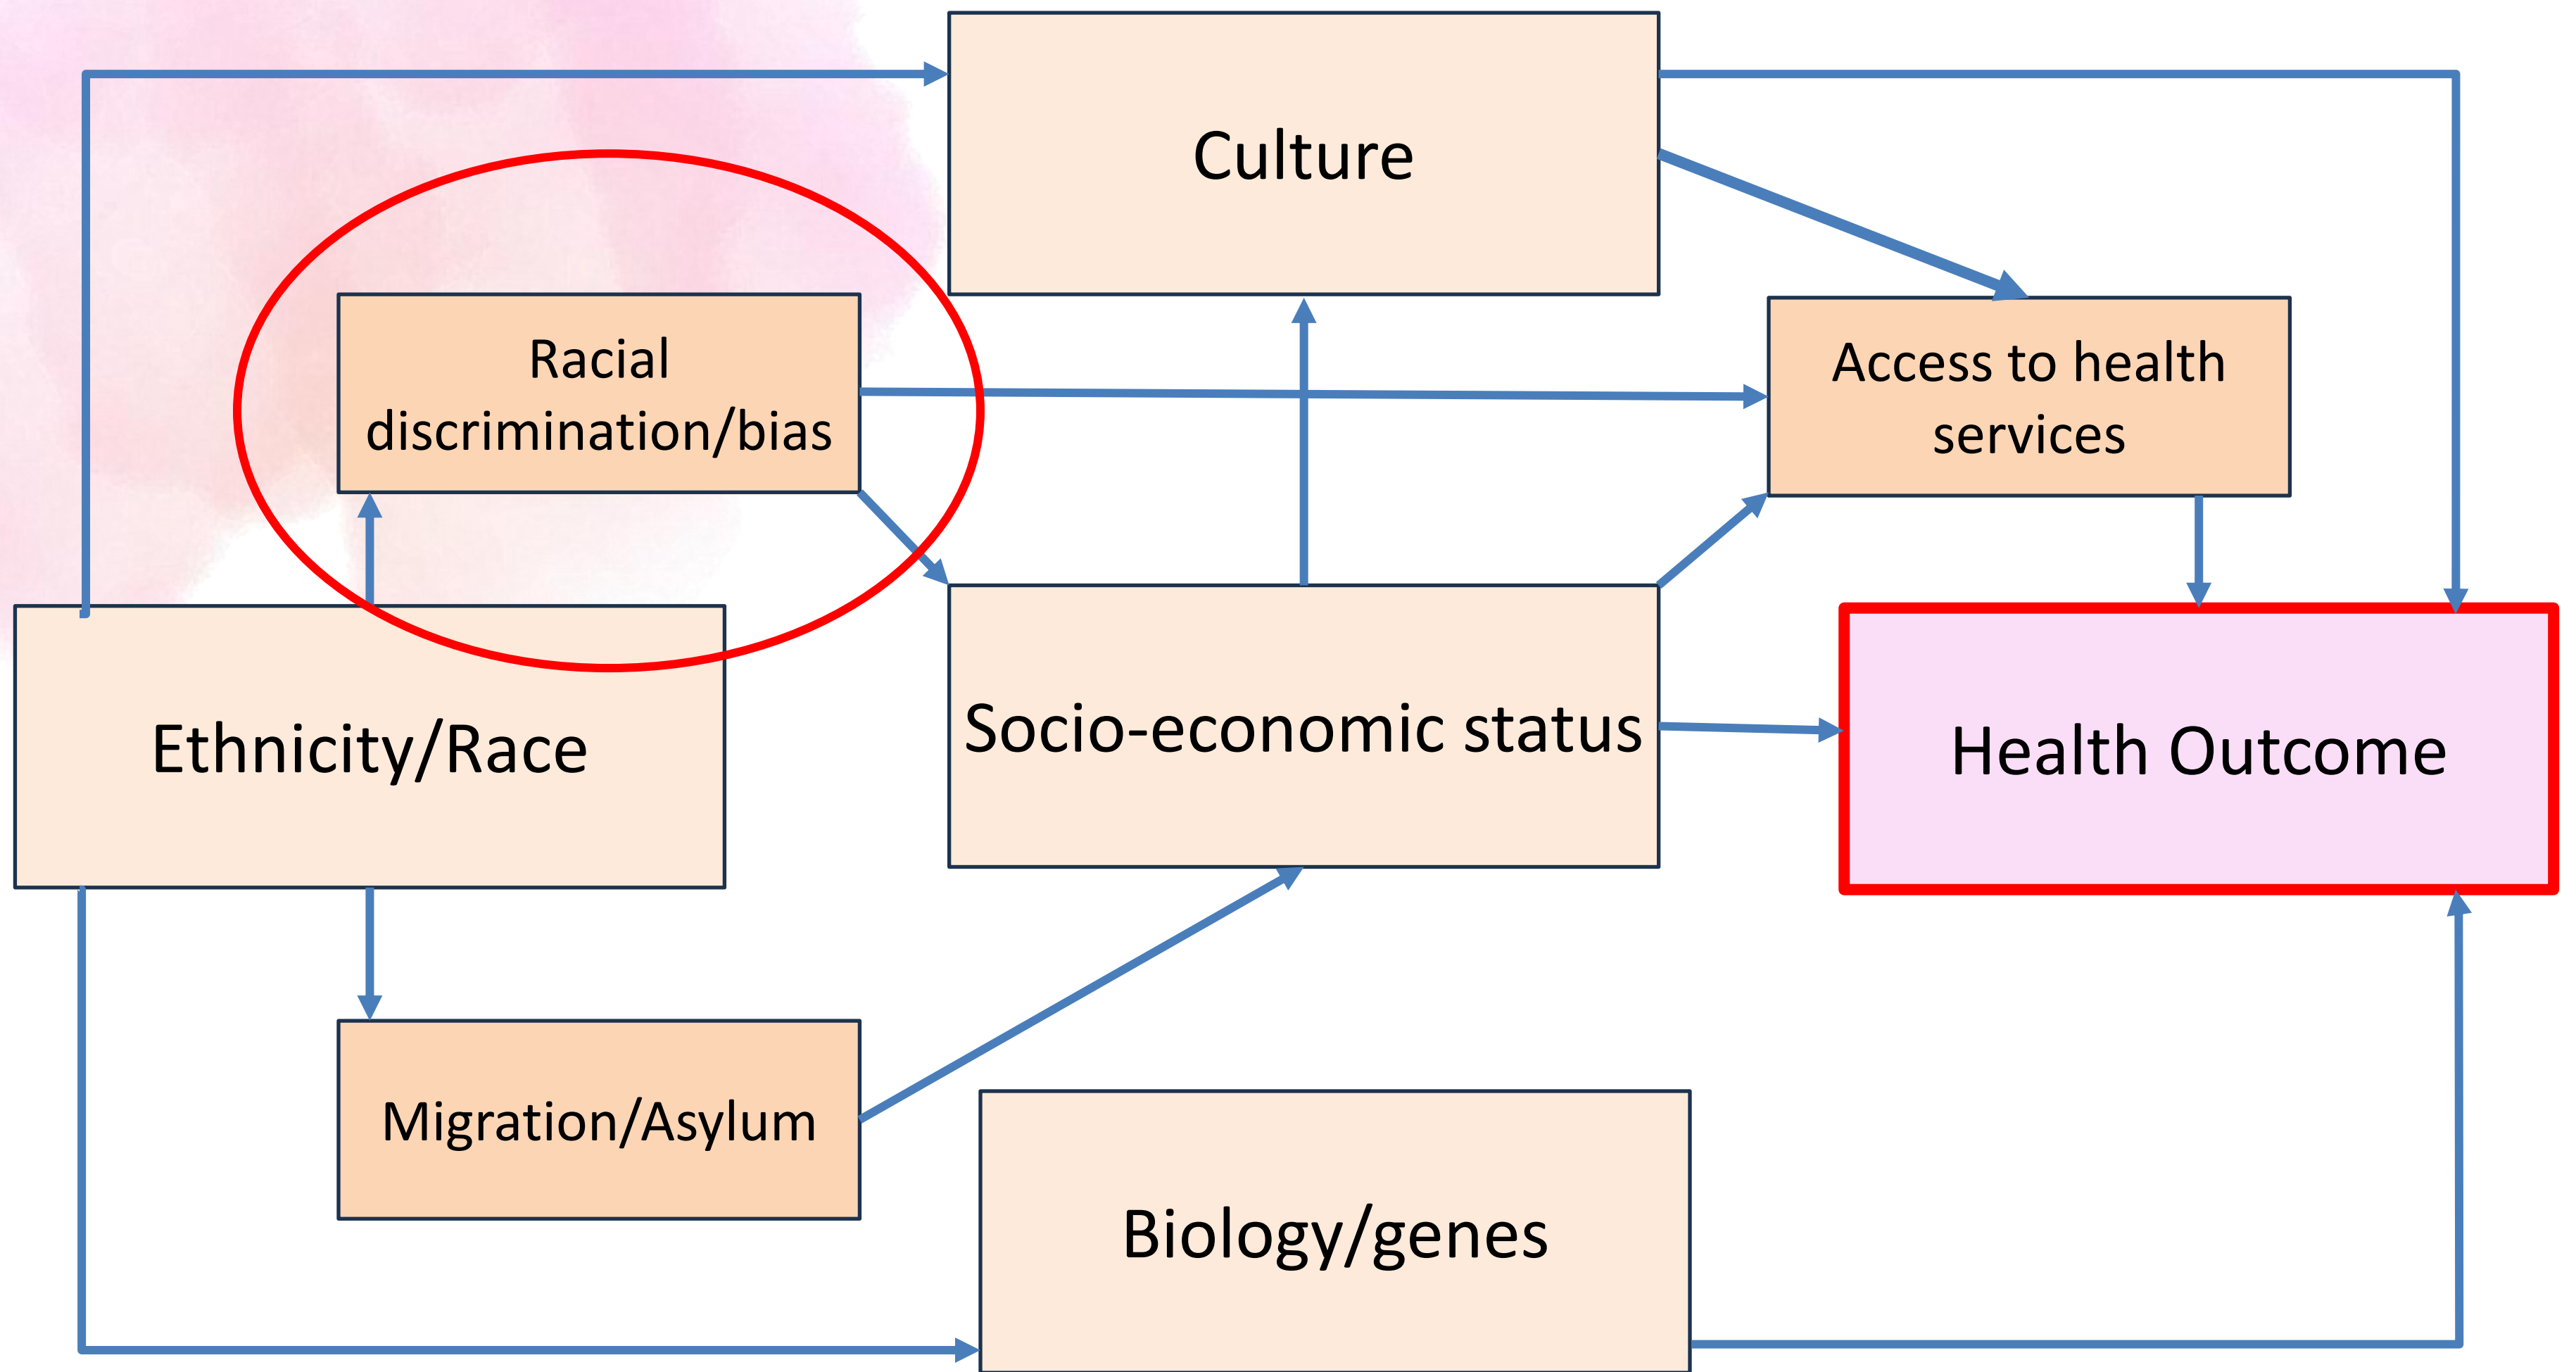 Culture
Racial
discrimination/bias
Access to health
services
Ethnicity/Race
Socio-economic status
Health Outcome
Migration/Asylum
Biology/genes